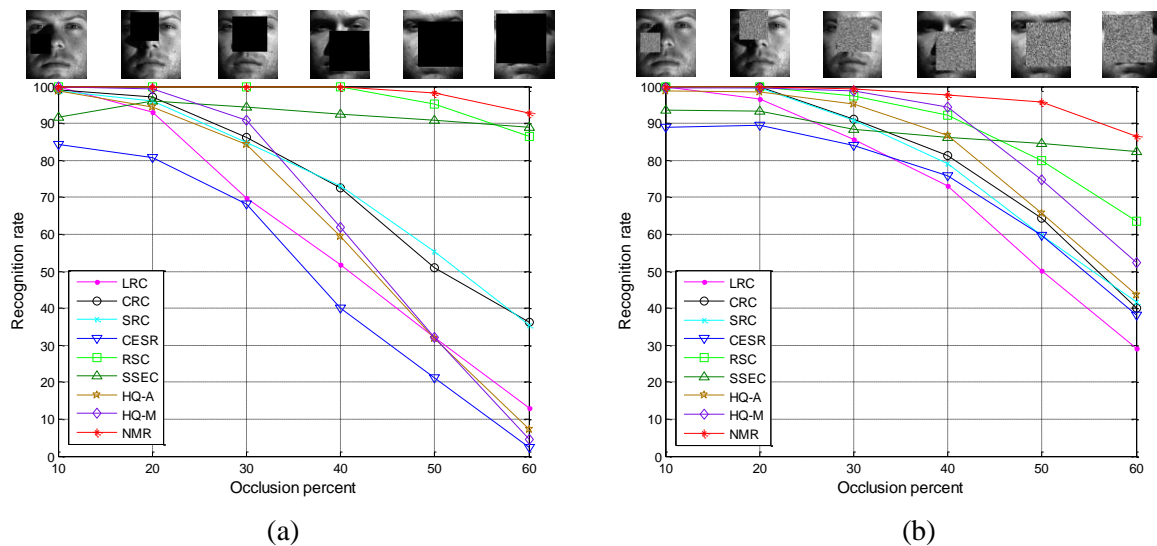 100
90
80
70
60
50
40
30
20
10
0
Recognition rate
LRC
CRC
SRC
CESR
RSC
SSEC
HQ-A
HQ-M
NMR
10 20 30 40 50 60
Occlusion percent
(a)
100
90
80
70
60
50
40
30
20
10
0
Recognition rate
LRC
CRC
SRC
CESR
RSC
SSEC
HQ-A
HQ-M
NMR
10 20 30 40 50 60
Occlusion percent
(b)